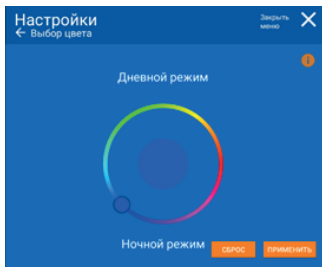 Настройки
← Выбор цвета
Закрыть
меню
i
Дневной режим
Ночной режим
СБРОС
ПРИМЕНИТЬ